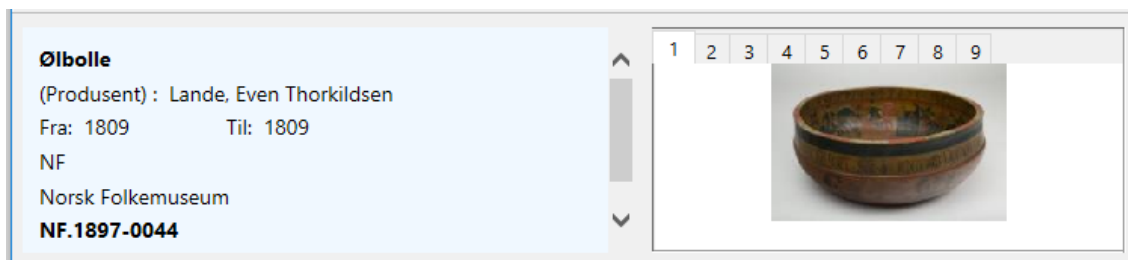 Ølbolle
(Produsent) : Lande, Even Thorkildsen
Fra: 1809 Til: 1809
NF
Norsk Folkemuseum
NF.1897-0044
1 2 3 4 5 6 7 8 9